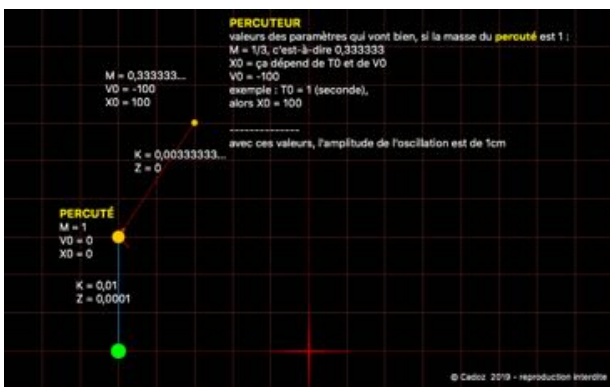 PERCUTEUR
valeurs des paramètres qui vont bien, si la masse du percuté est 1 :
M = 1/3, c'est-à-dire 0,333333
X0 = ça dépend de T0 et de V0
V0 = -100
exemple : T0 = 1 (seconde),
alors X0 = 100
---------------
avec ces valeurs, l'amplitude de l'oscillation est de 1cm
M = 0,333333...
V0 = -100
X0 = 100
K = 0,00333333...
Z = 0
PERCUTÉ
M = 1
V0 = 0
X0 = 0
K = 0,01
Z = 0,0001
© Cadoz 2019 - reproduction interdite